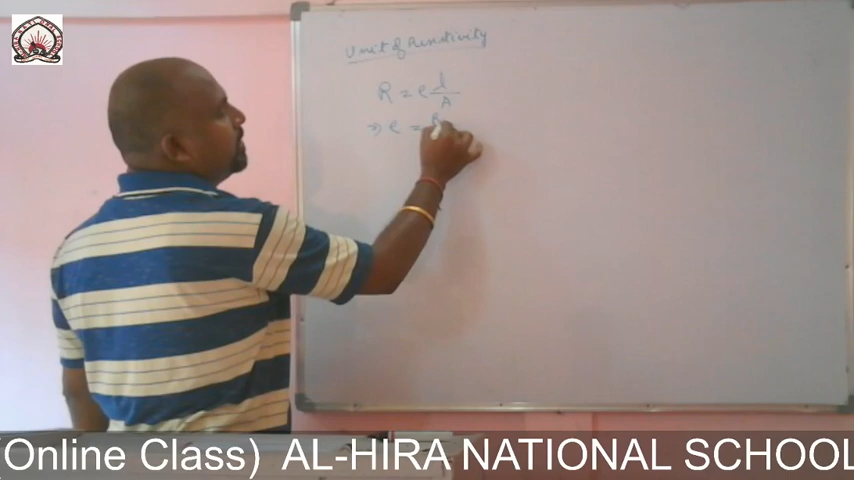 Unit of Resistivity
R = ρ l/A
⇒ ρ = R
(Online Class) AL-HIRA NATIONAL SCHOOL